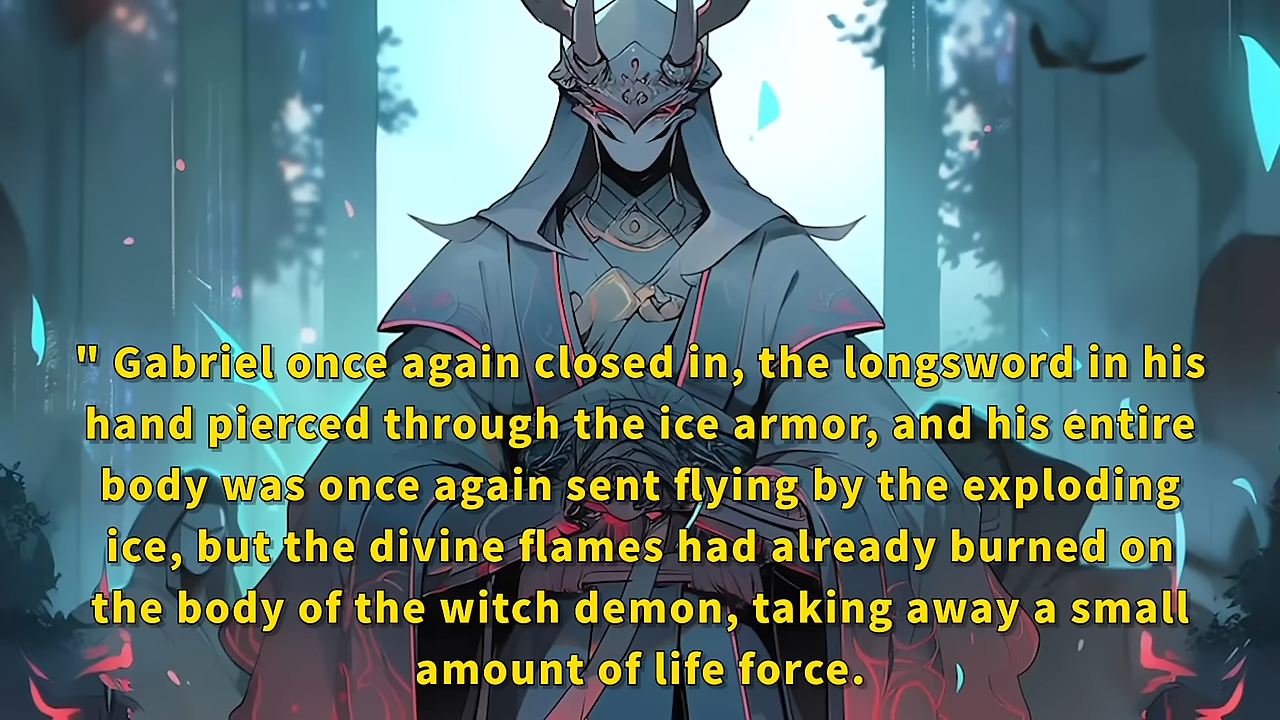 " Gabriel once again closed in, the longsword in his
hand pierced through the ice armor, and his entire
body was once again sent flying by the exploding
ice, but the divine flames had already burned on
the body of the witch demon, taking away a small
amount of life force.